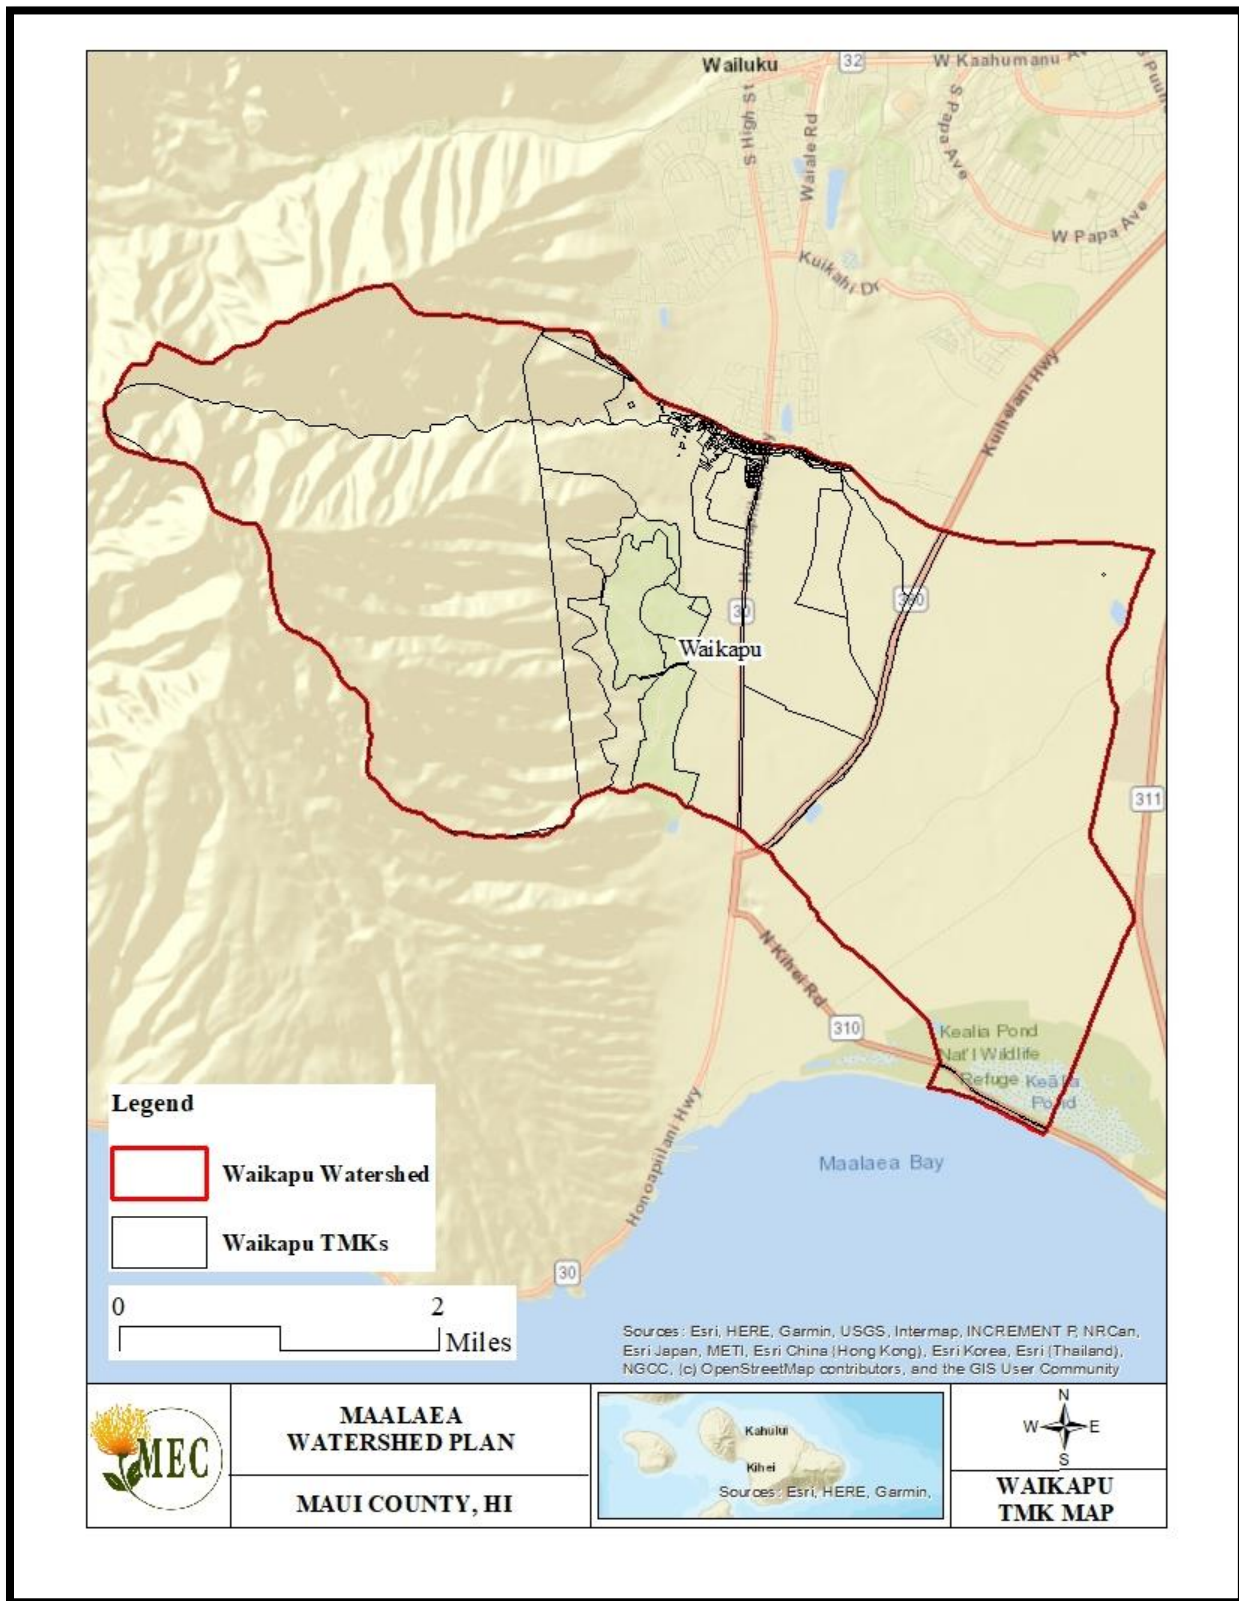 Wailuku
32
W Kaahumanu Av
S Puune
S High St
Waiale Rd
S Papa Ave
W Papa Ave
Kuikahi Dr
Kuihelani Hwy
30
380
Waikapu
311
N Kihei Rd
310
Kealia Pond
Nat'l Wildlife
Refuge
Keālia
Pond
Honoapiilani Hwy
Maalaea Bay
30
Legend
Waikapu Watershed
Waikapu TMKs
0 2
Miles
Sources: Esri, HERE, Garmin, USGS, Intermap, INCREMENT P, NRCan,
Esri Japan, METI, Esri China (Hong Kong), Esri Korea, Esri (Thailand),
NGCC, (c) OpenStreetMap contributors, and the GIS User Community
MEC
MAALAEA
WATERSHED PLAN
MAUI COUNTY, HI
Kahului
Kihei
Sources: Esri, HERE, Garmin,
N
W E
S
WAIKAPU
TMK MAP